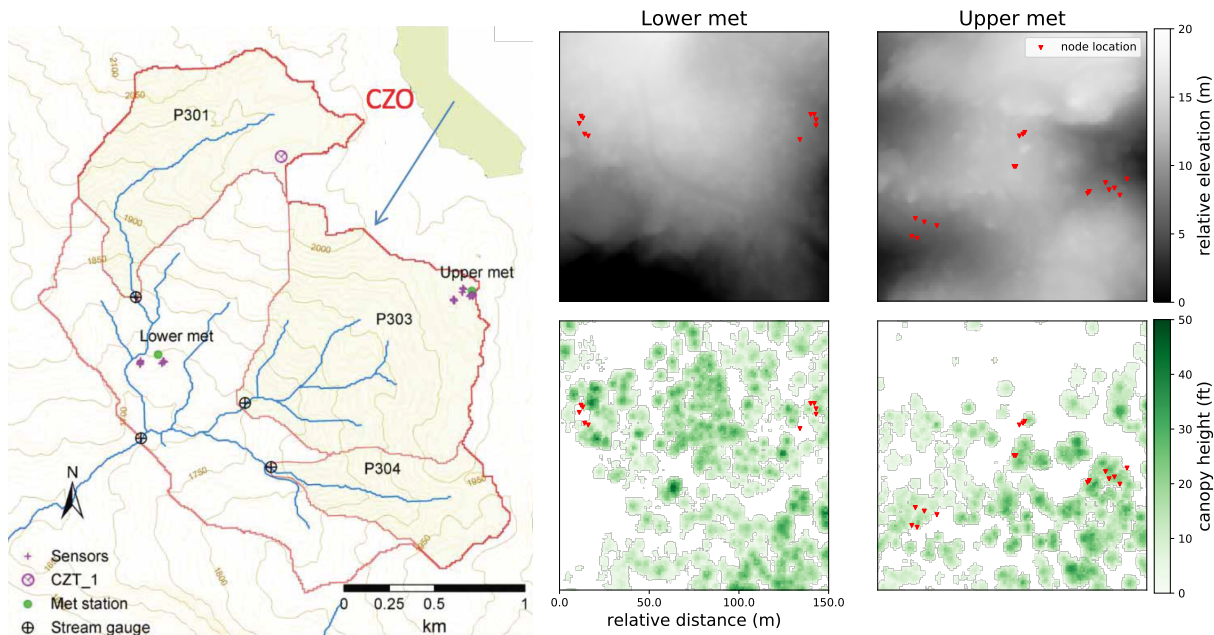 Lower met
Upper met
CZO
node location
P301
2100
2050
1900
1850
2000
Upper met
P303
Lower met
P304
1750
1950
1600
N
Sensors
CZT_1
Met station
Stream gauge
0 0.25 0.5 1
km
20
15
10
5
0
relative elevation (m)
50
40
30
20
10
0
canopy height (ft)
0.0 50.0 100.0 150.0
relative distance (m)